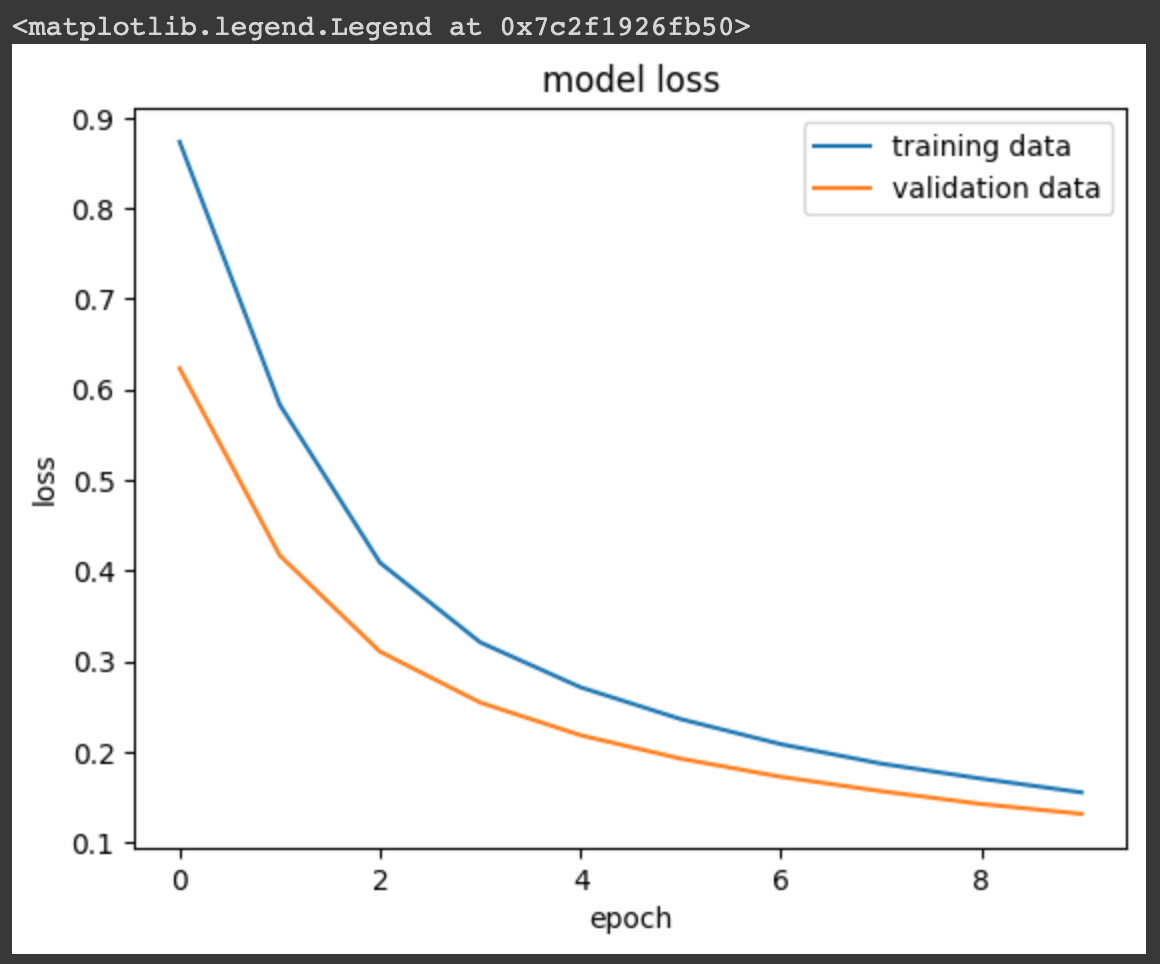 <matplotlib.legend.Legend at 0x7c2f1926fb50>
model loss
training data
validation data
loss
0.9
0.8
0.7
0.6
0.5
0.4
0.3
0.2
0.1
0 2 4 6 8
epoch